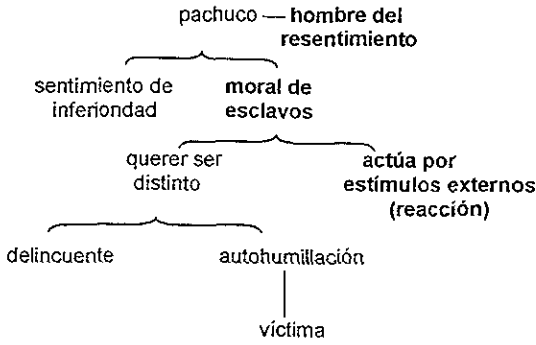 pachuco — hombre del
resentimiento
sentimiento de
inferiondad
moral de
esclavos
querer ser
distinto
actúa por
estímulos externos
(reacción)
delincuente
autohumillación
víctima